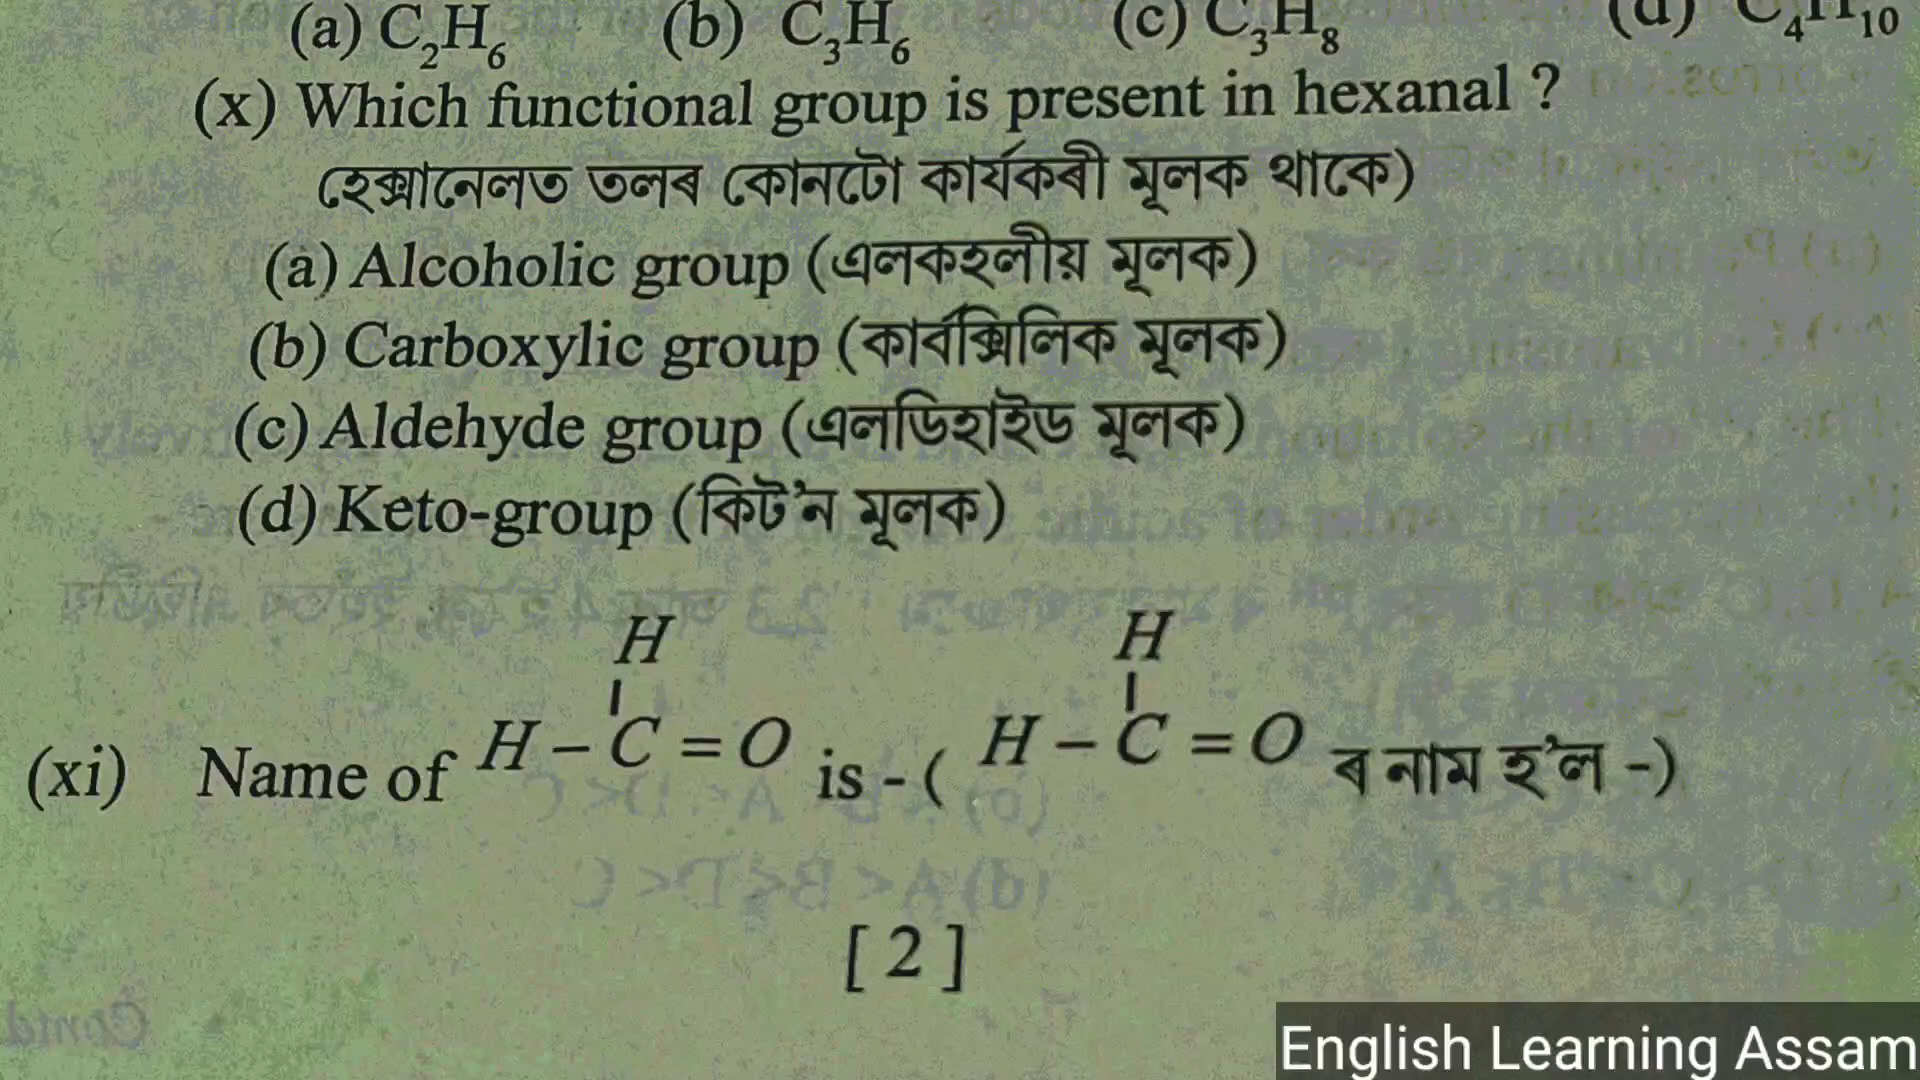 (a) C₂H₆ (b) C₃H₆ (c) C₃H₈ (d) C₄H₁₀
(x) Which functional group is present in hexanal ?
হেক্সানেলত তলৰ কোনটো কাৰ্যকৰী মূলক থাকে)
(a) Alcoholic group (এলকহলীয় মূলক)
(b) Carboxylic group (কাৰ্বক্সিলিক মূলক)
(c) Aldehyde group (এলডিহাইড মূলক)
(d) Keto-group (কিট'ন মূলক)
H H
(xi) Name of H – C = O is - ( H – C = O ৰ নাম হ'ল -)
[ 2 ]
English Learning Assam